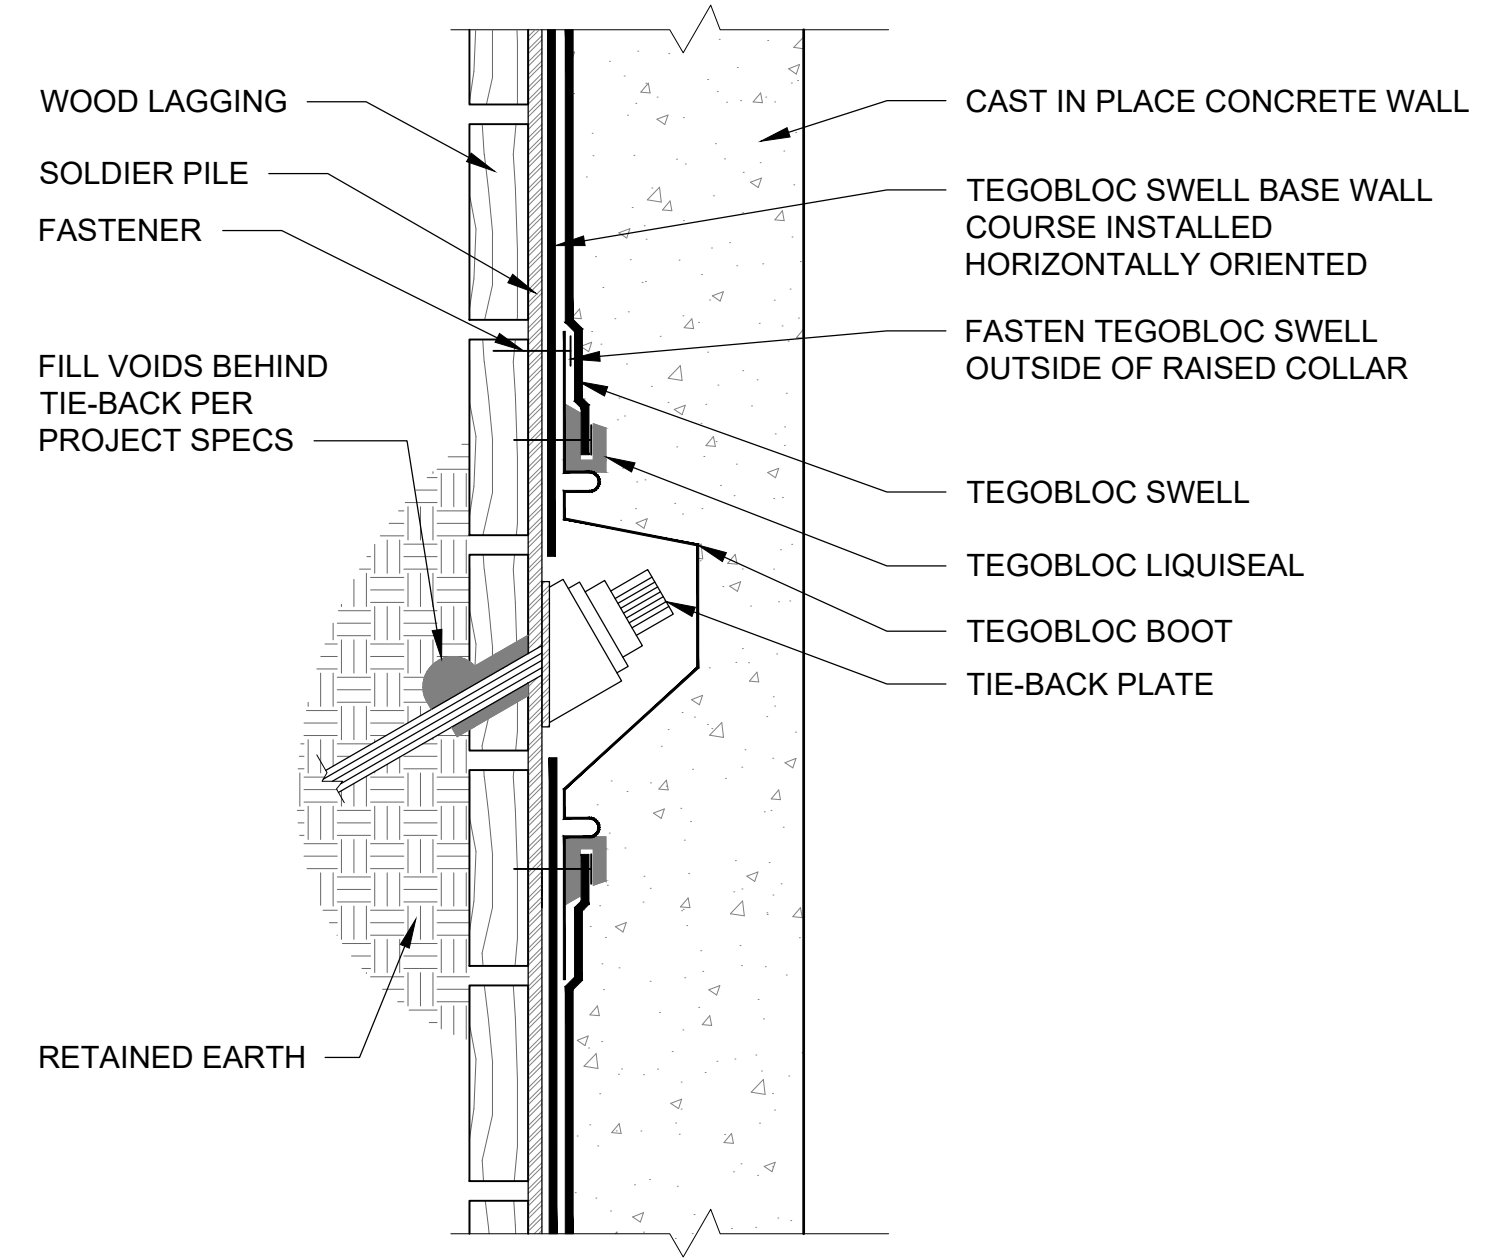 WOOD LAGGING
SOLDIER PILE
FASTENER
FILL VOIDS BEHIND
TIE-BACK PER
PROJECT SPECS
RETAINED EARTH
CAST IN PLACE CONCRETE WALL
TEGOBLOC SWELL BASE WALL
COURSE INSTALLED
HORIZONTALLY ORIENTED
FASTEN TEGOBLOC SWELL
OUTSIDE OF RAISED COLLAR
TEGOBLOC SWELL
TEGOBLOC LIQUISEAL
TEGOBLOC BOOT
TIE-BACK PLATE